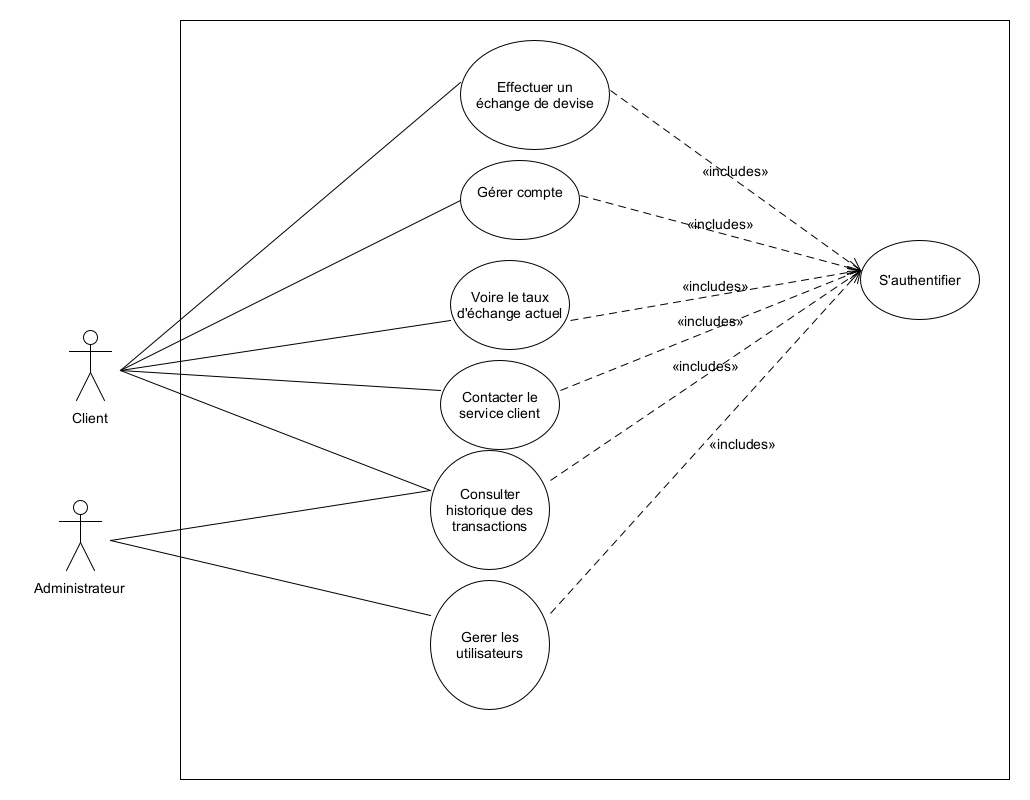 Effectuer un
échange de devise
«includes»
Gérer compte
«includes»
S'authentifier
Voire le taux
d'échange actuel
«includes»
«includes»
«includes»
Client
Contacter le
service client
«includes»
Consulter
historique des
transactions
Administrateur
Gerer les
utilisateurs